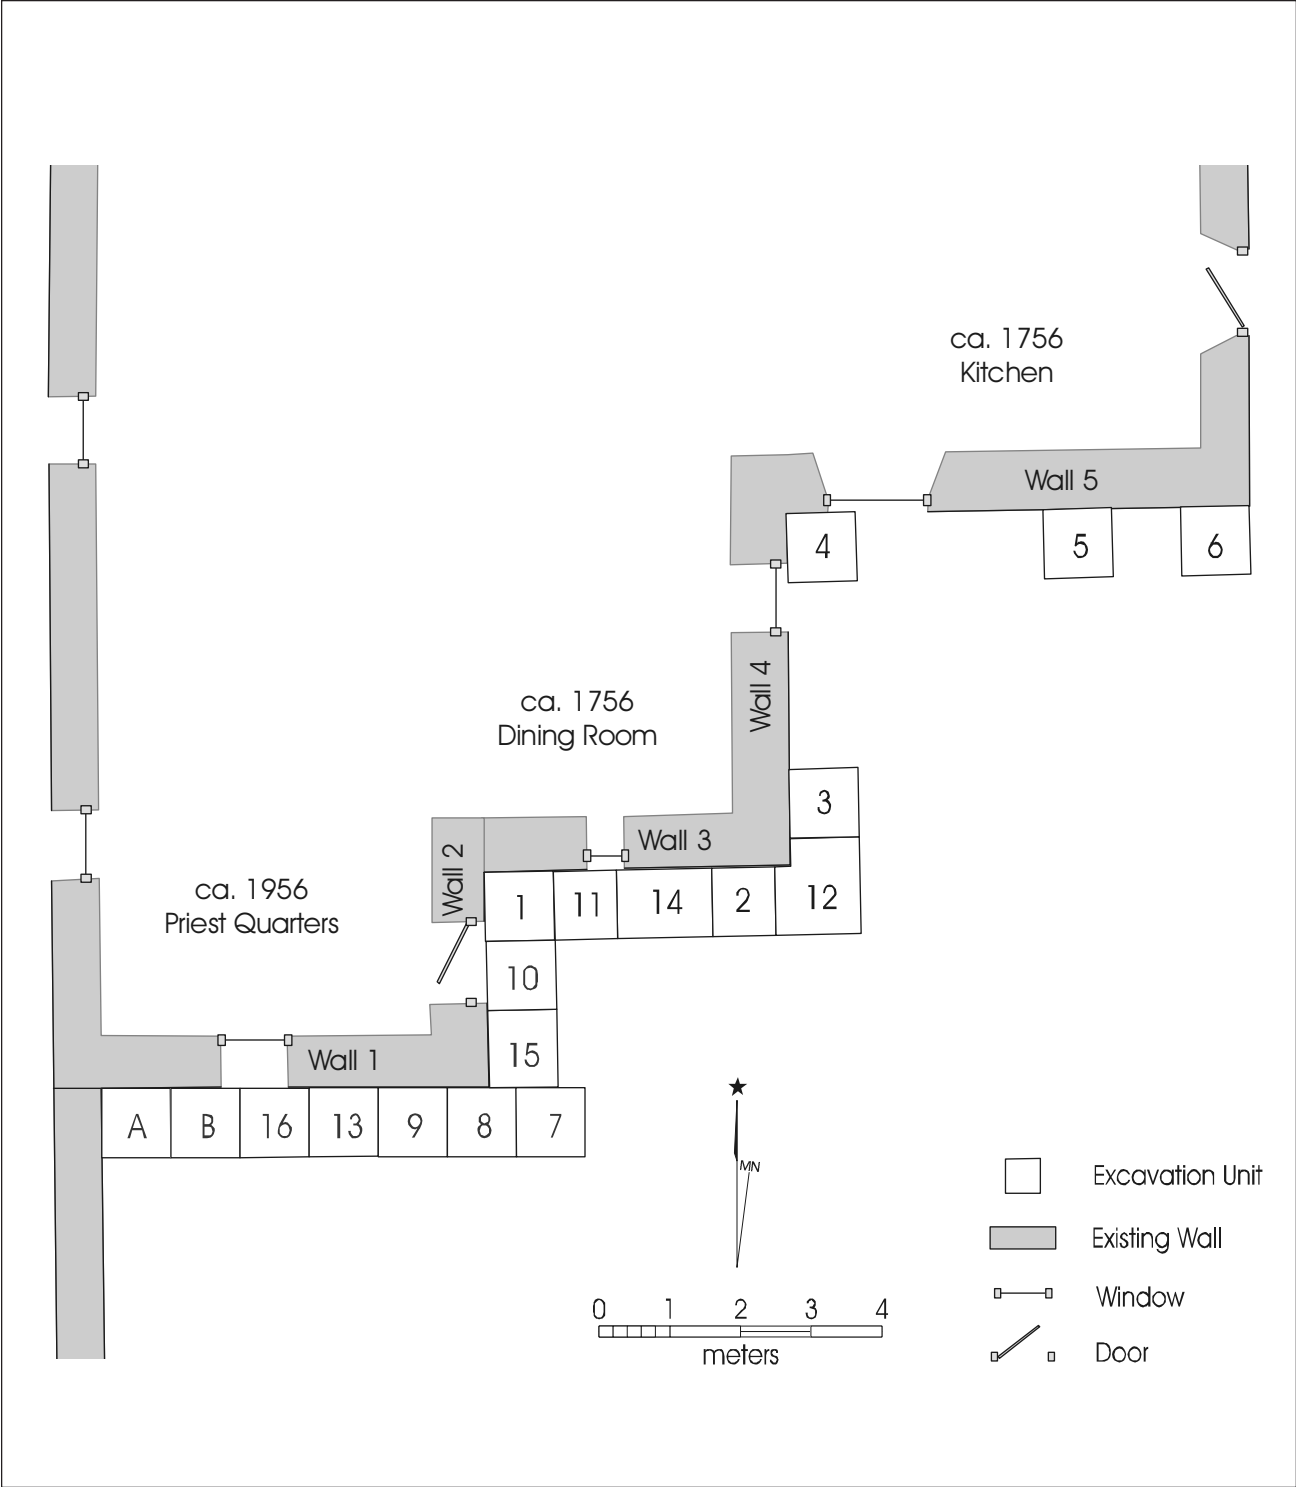 ca. 1756
Kitchen
Wall 5
4
5
6
Wall 4
ca. 1756
Dining Room
3
Wall 3
Wall 2
ca. 1956
Priest Quarters
1
11
14
2
12
10
15
Wall 1
A
B
16
13
9
8
7
MN
Excavation Unit
Existing Wall
Window
Door
0 1 2 3 4
meters